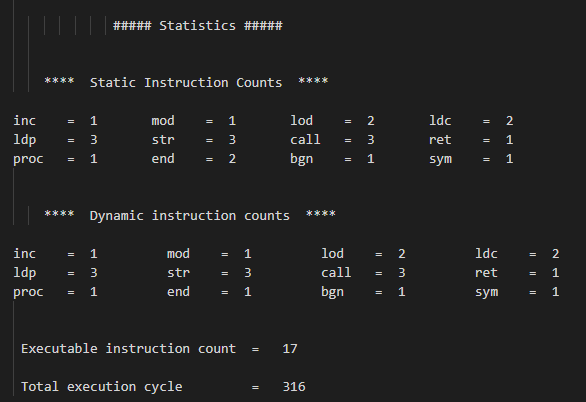 ##### Statistics #####
**** Static Instruction Counts ****
inc = 1 mod = 1 lod = 2 ldc = 2
ldp = 3 str = 3 call = 3 ret = 1
proc = 1 end = 2 bgn = 1 sym = 1
**** Dynamic instruction counts ****
inc = 1 mod = 1 lod = 2 ldc = 2
ldp = 3 str = 3 call = 3 ret = 1
proc = 1 end = 1 bgn = 1 sym = 1
Executable instruction count = 17
Total execution cycle = 316